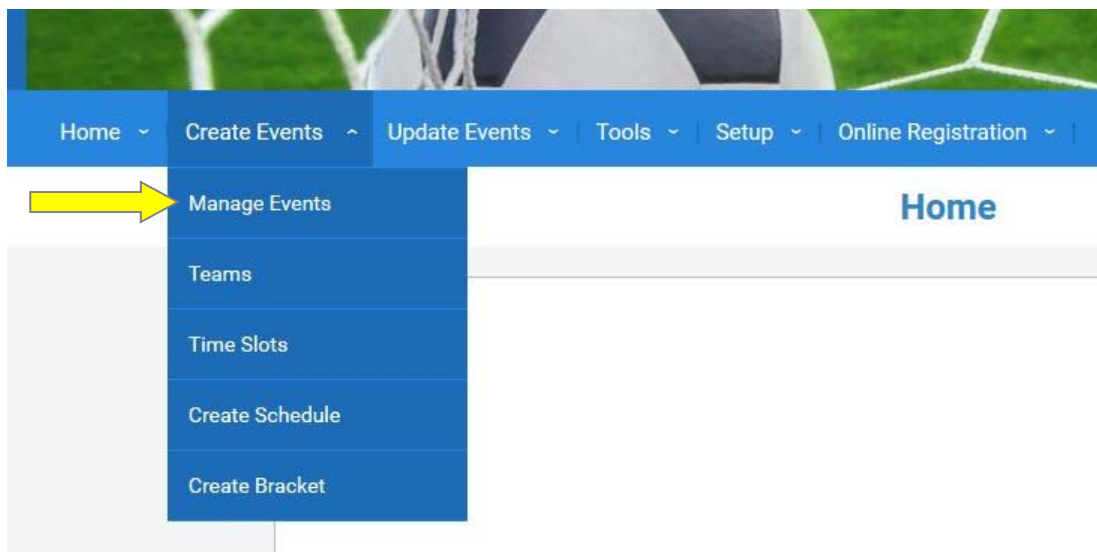 Home Create Events Update Events Tools Setup Online Registration
Manage Events
Home
Teams
Time Slots
Create Schedule
Create Bracket